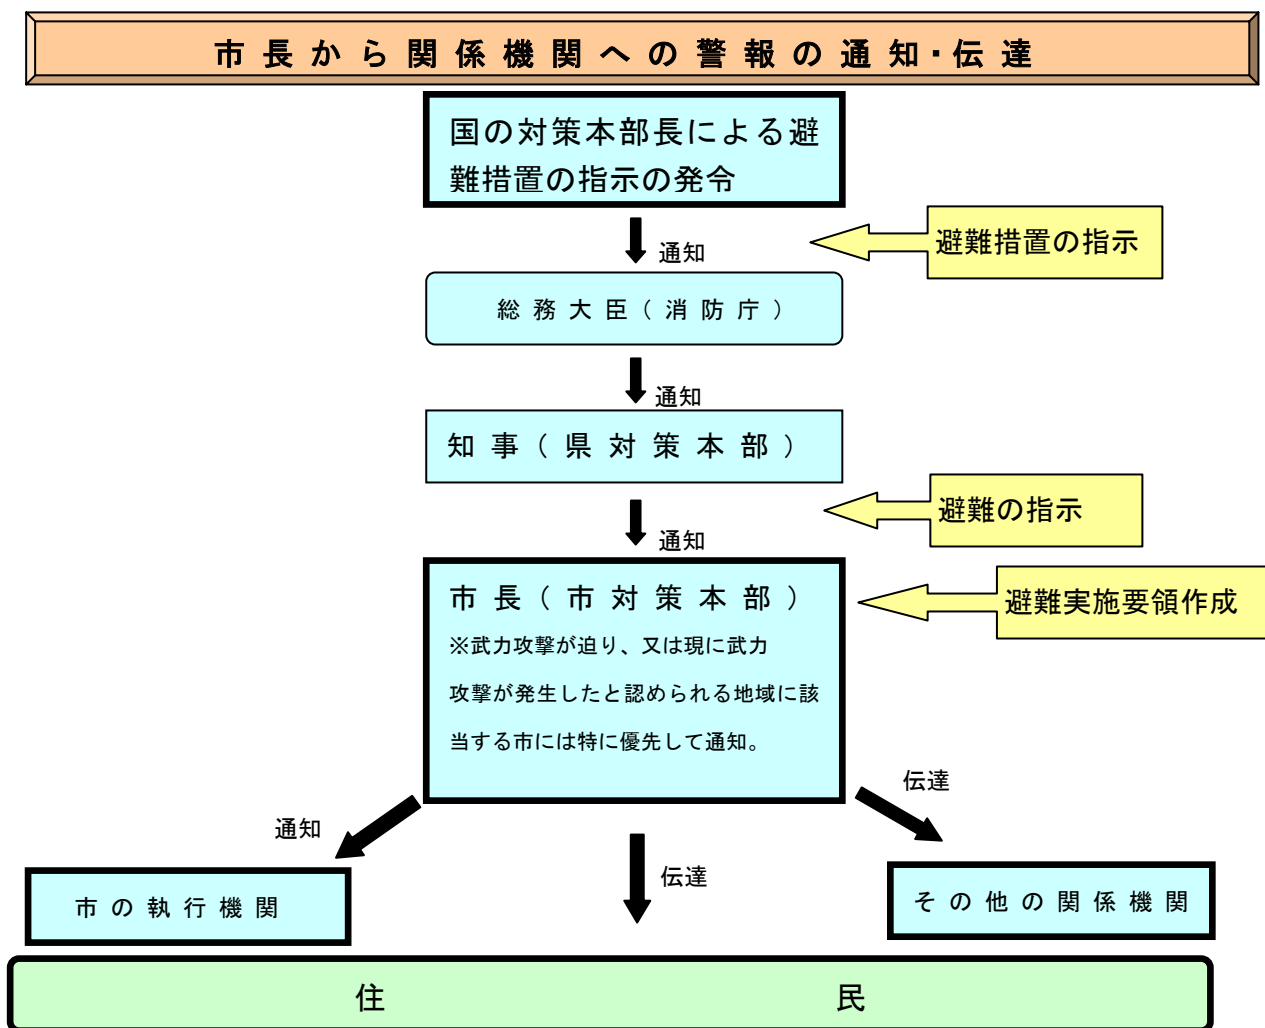 市長から関係機関への警報の通知・伝達
国の対策本部長による避
難措置の指示の発令
通知
避難措置の指示
総務大臣(消防庁)
通知
知事(県対策本部)
避難の指示
通知
市長(市対策本部)
避難実施要領作成
※武力攻撃が迫り、又は現に武力
攻撃が発生したと認められる地域に該
当する市には特に優先して通知。
伝達
通知
伝達
市の執行機関
その他の関係機関
住民